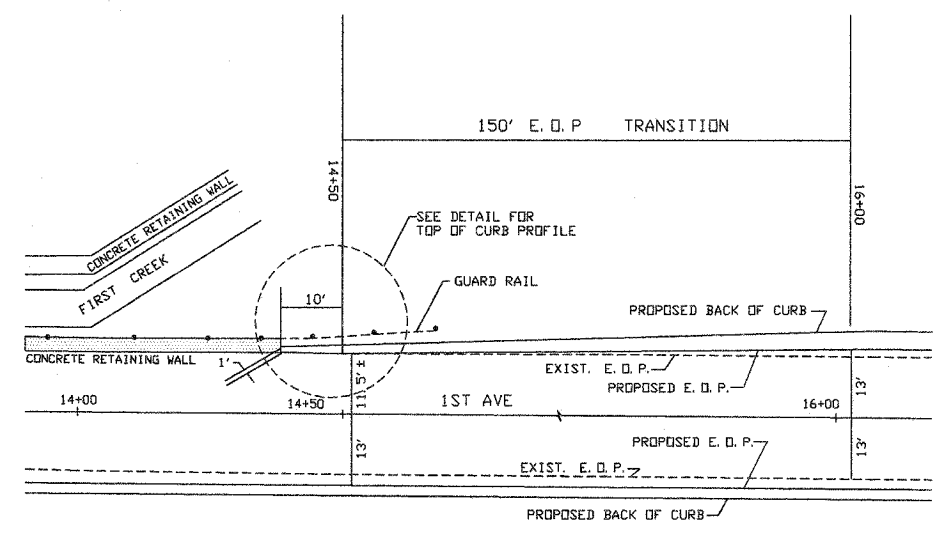 150' E. O. P TRANSITION
14+50
16+00
CONCRETE RETAINING WALL
SEE DETAIL FOR
TOP OF CURB PROFILE
FIRST CREEK
GUARD RAIL
10'
PROPOSED BACK OF CURB
CONCRETE RETAINING WALL
1'
EXIST. E. O. P.
PROPOSED E. O. P.
11.5' ±
13'
14+00
14+50
1ST AVE
16+00
13'
PROPOSED E. O. P.
13'
EXIST. E. O. P.
PROPOSED BACK OF CURB